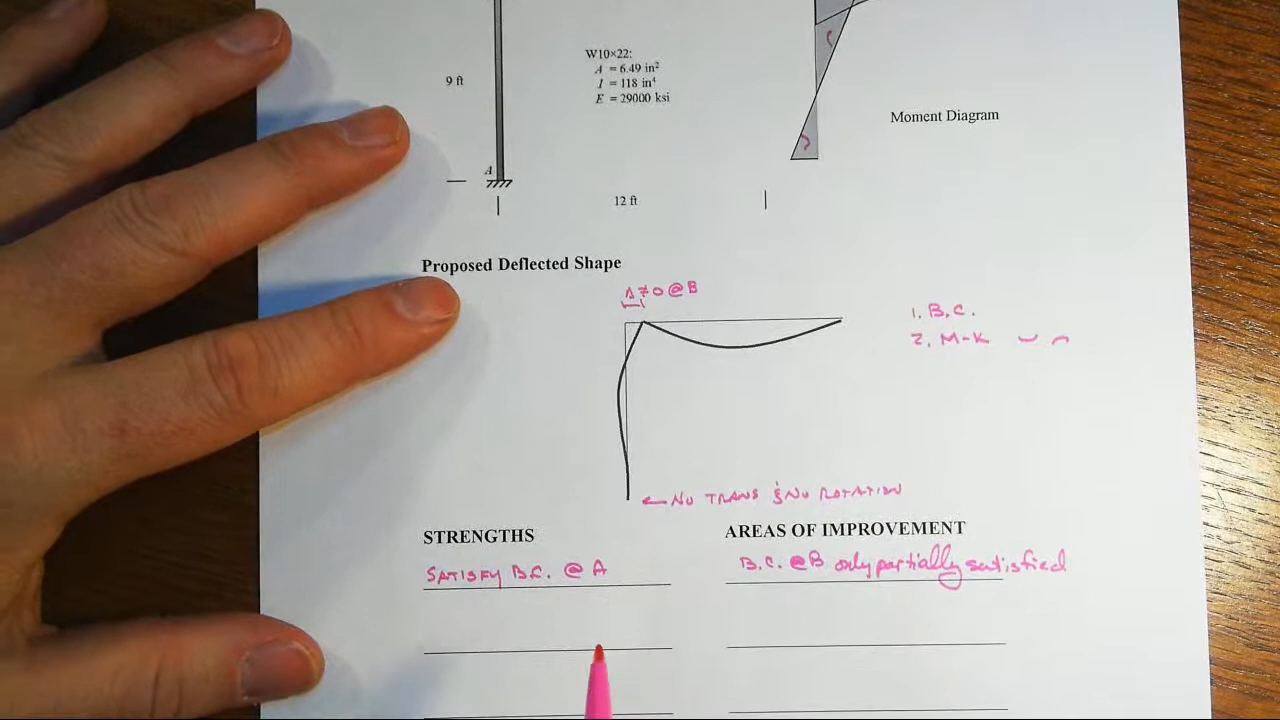 W10×22:
A = 6.49 in²
9 ft
I = 118 in⁴
E = 29000 ksi
Moment Diagram
A
12 ft
Proposed Deflected Shape
Δ≠0@B
1. B.C.
2. M-K
←NO TRANS & NO ROTATION
STRENGTHS
AREAS OF IMPROVEMENT
SATISFY B.C. @ A
B.C. @B only partially satisfied